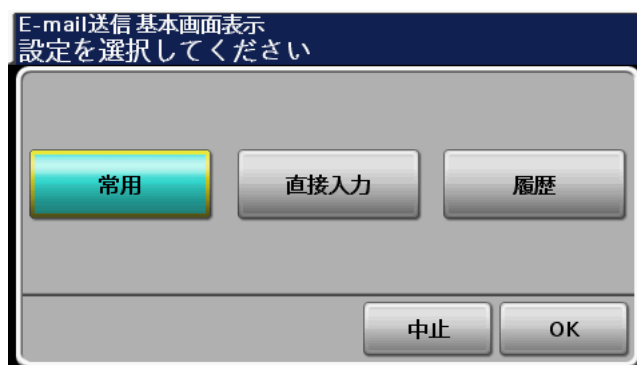 E-mail送信 基本画面表示
設定を選択してください
常用
直接入力
履歴
中止
OK